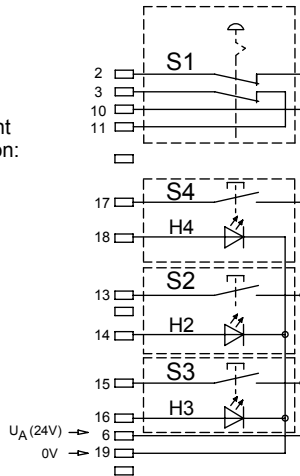 S1
2
3
10
nt
11
on:
S4
17
18 H4
S2
13
14 H2
S3
15
16 H3
U_A (24V) 6
0V 19